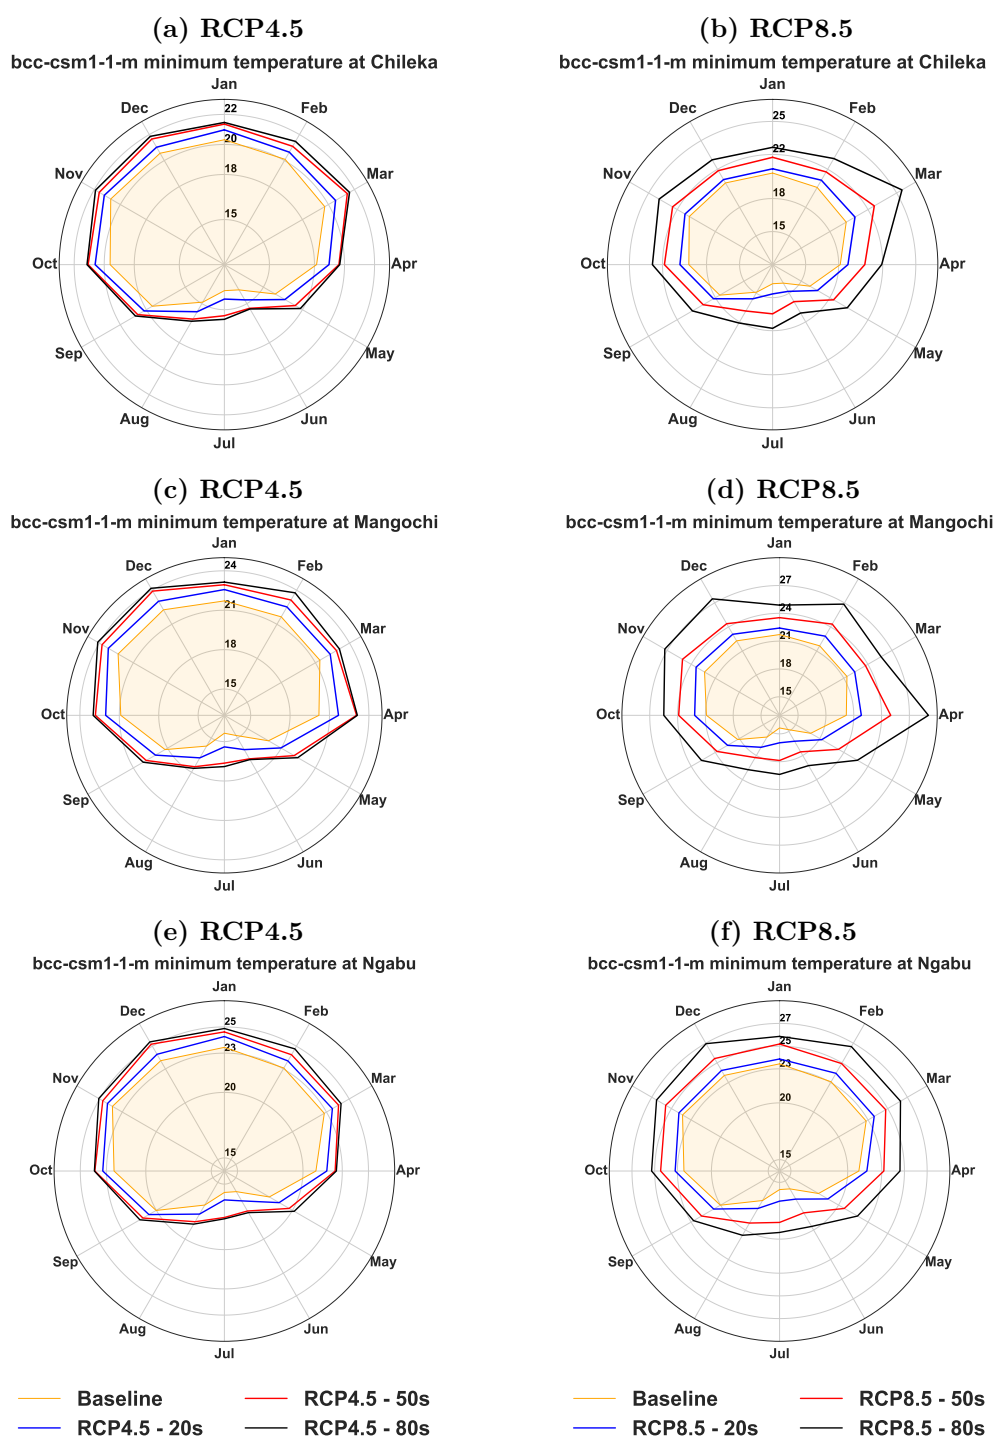 (a) RCP4.5
bcc-csm1-1-m minimum temperature at Chileka
Jan
Feb
Mar
Apr
May
Jun
Jul
Aug
Sep
Oct
Nov
Dec
22
20
18
15
(b) RCP8.5
bcc-csm1-1-m minimum temperature at Chileka
Jan
Feb
Mar
Apr
May
Jun
Jul
Aug
Sep
Oct
Nov
Dec
25
22
18
15
(c) RCP4.5
bcc-csm1-1-m minimum temperature at Mangochi
Jan
Feb
Mar
Apr
May
Jun
Jul
Aug
Sep
Oct
Nov
Dec
24
21
18
15
(d) RCP8.5
bcc-csm1-1-m minimum temperature at Mangochi
Jan
Feb
Mar
Apr
May
Jun
Jul
Aug
Sep
Oct
Nov
Dec
27
24
21
18
15
(e) RCP4.5
bcc-csm1-1-m minimum temperature at Ngabu
Jan
Feb
Mar
Apr
May
Jun
Jul
Aug
Sep
Oct
Nov
Dec
25
23
20
15
(f) RCP8.5
bcc-csm1-1-m minimum temperature at Ngabu
Jan
Feb
Mar
Apr
May
Jun
Jul
Aug
Sep
Oct
Nov
Dec
27
25
23
20
15
Baseline
RCP4.5 - 20s
RCP4.5 - 50s
RCP4.5 - 80s
Baseline
RCP8.5 - 20s
RCP8.5 - 50s
RCP8.5 - 80s